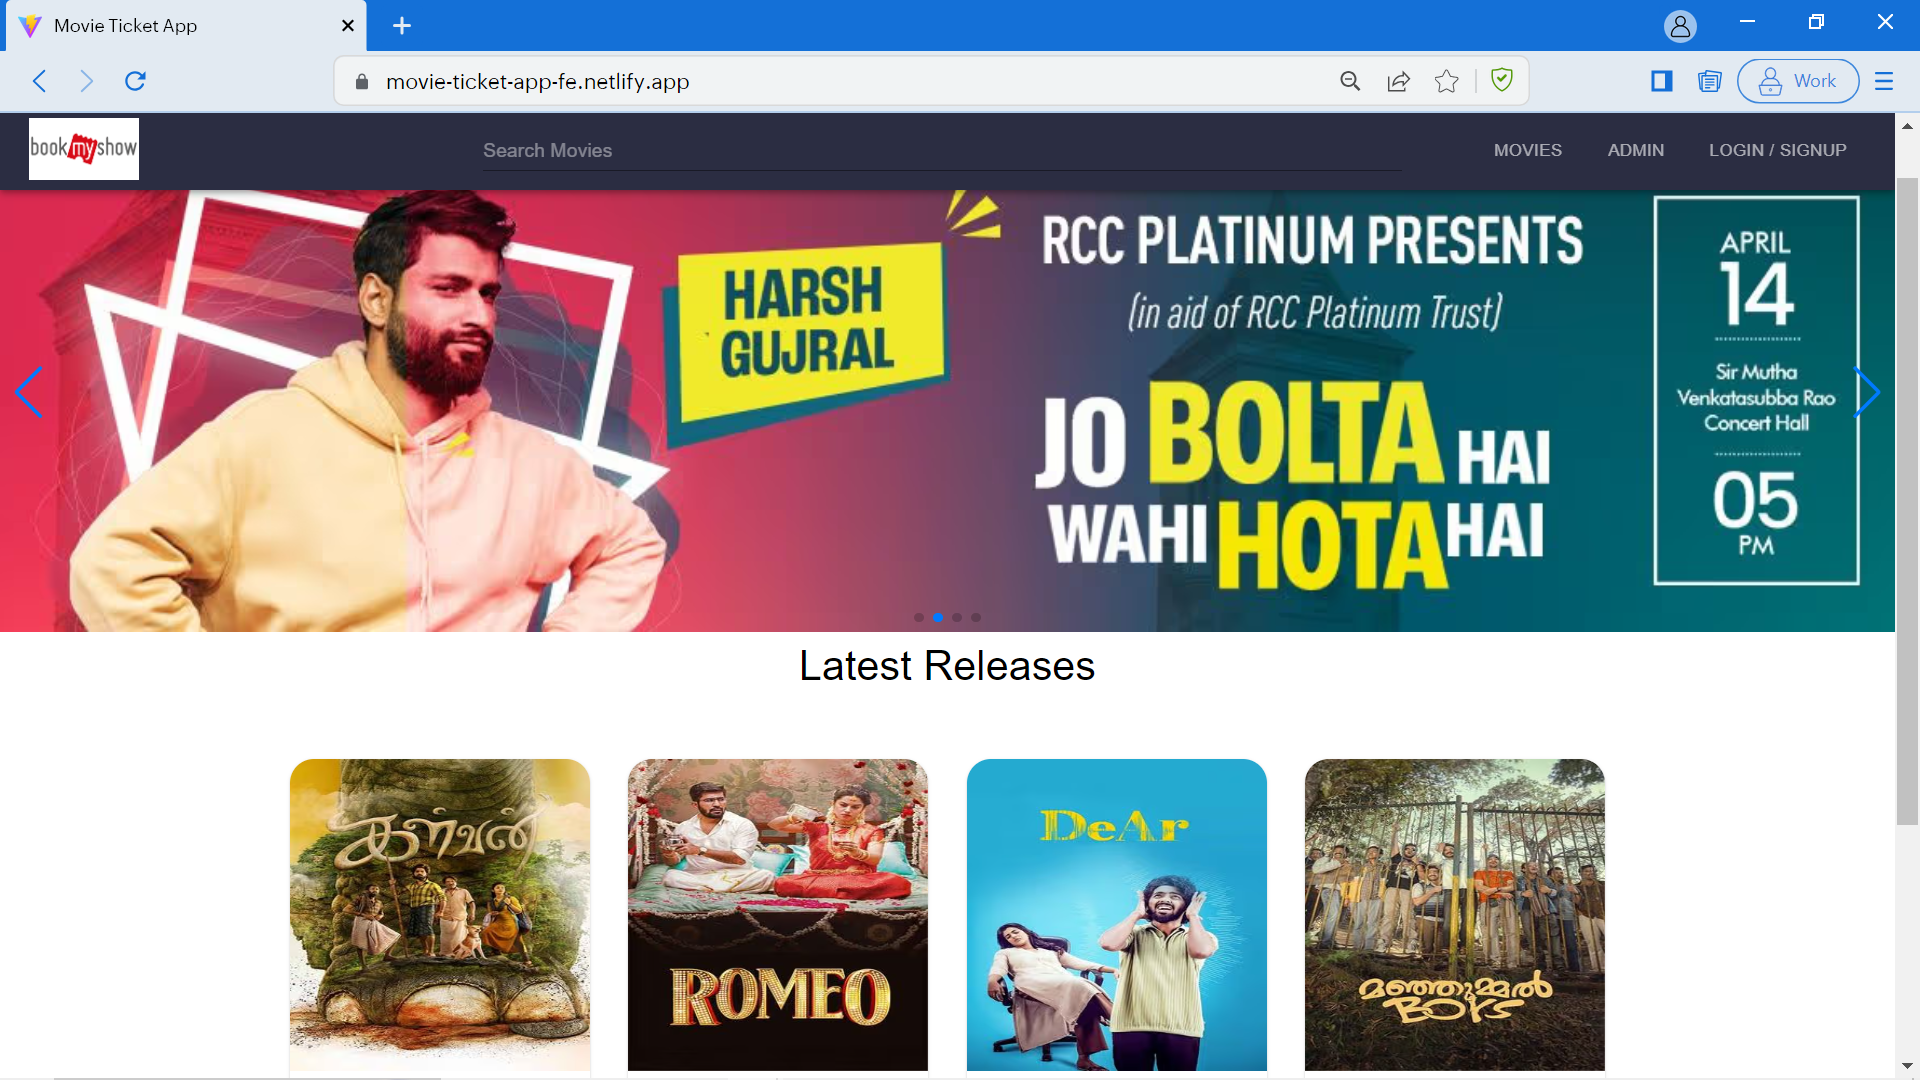 Movie Ticket App
movie-ticket-app-fe.netlify.app
Work
bookmyshow
Search Movies
MOVIES
ADMIN
LOGIN / SIGNUP
HARSH
GUJRAL
RCC PLATINUM PRESENTS
(in aid of RCC Platinum Trust)
JO BOLTA HAI
WAHI HOTA HAI
APRIL
14
Sir Mutha
Venkatasubba Rao
Concert Hall
05
PM
Latest Releases
கள்வன்
ROMEO
DeAr
മഞ്ഞുമ്മൽ
BOYS